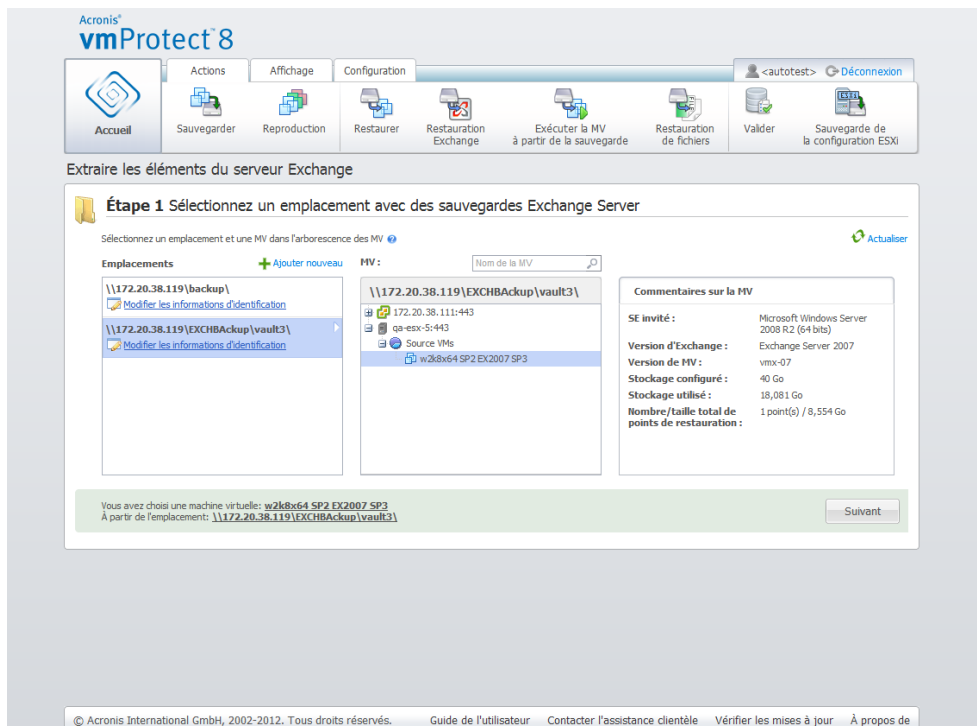 Acronis®
vmProtect™8
Actions Affichage Configuration
<autotest> Déconnexion
Accueil
Sauvegarder
Reproduction
Restaurer
Restauration
Exchange
Exécuter la MV
à partir de la sauvegarde
Restauration
de fichiers
Valider
Sauvegarde de
la configuration ESXi
ESXi
Extraire les éléments du serveur Exchange
Étape 1 Sélectionnez un emplacement avec des sauvegardes Exchange Server
Sélectionnez un emplacement et une MV dans l'arborescence des MV
Actualiser
Emplacements
Ajouter nouveau
\\172.20.38.119\backup\
Modifier les informations d'identification
\\172.20.38.119\EXCHBAckup\vault3\
Modifier les informations d'identification
MV :
Nom de la MV
\\172.20.38.119\EXCHBAckup\vault3\
172.20.38.111:443
qa-esx-5:443
Source VMs
w2k8x64 SP2 EX2007 SP3
Commentaires sur la MV
SE invité : Microsoft Windows Server
2008 R2 (64 bits)
Version d'Exchange : Exchange Server 2007
Version de MV : vmx-07
Stockage configuré : 40 Go
Stockage utilisé : 18,081 Go
Nombre/taille total de 1 point(s) / 8,554 Go
points de restauration :
Vous avez choisi une machine virtuelle: w2k8x64 SP2 EX2007 SP3
À partir de l'emplacement: \\172.20.38.119\EXCHBAckup\vault3\
Suivant
© Acronis International GmbH, 2002-2012. Tous droits réservés. Guide de l'utilisateur Contacter l'assistance clientèle Vérifier les mises à jour À propos de